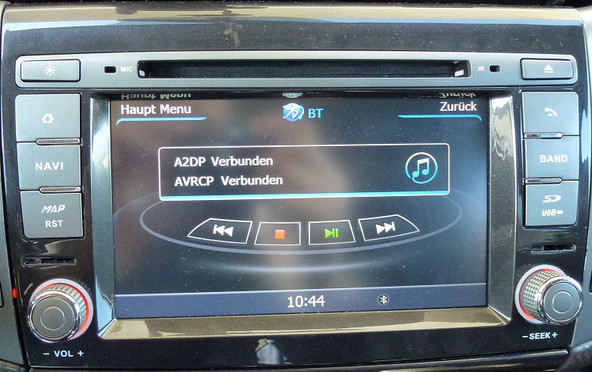 MIC
IR
Haupt Menu
BT
Zurück
NAVI
BAND
MAP
RST
SD
USB
A2DP Verbunden
AVRCP Verbunden
10:44
- VOL +
- SEEK +